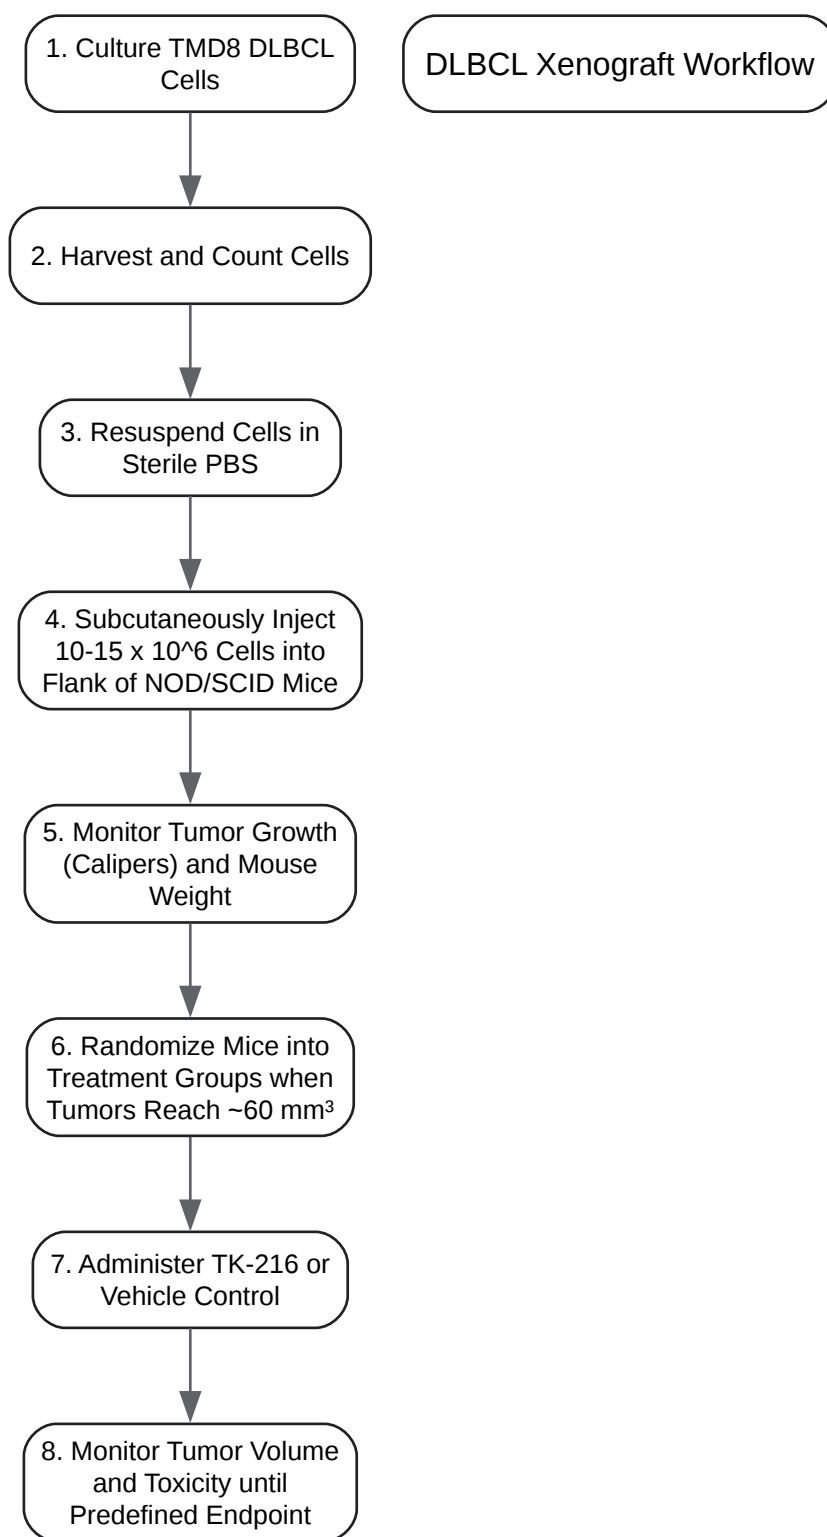 1. Culture TMD8 DLBCL
Cells
DLBCL Xenograft Workflow
2. Harvest and Count Cells
3. Resuspend Cells in
Sterile PBS
4. Subcutaneously Inject
10-15 x 10^6 Cells into
Flank of NOD/SCID Mice
5. Monitor Tumor Growth
(Calipers) and Mouse
Weight
6. Randomize Mice into
Treatment Groups when
Tumors Reach ~60 mm³
7. Administer TK-216 or
Vehicle Control
8. Monitor Tumor Volume
and Toxicity until
Predefined Endpoint